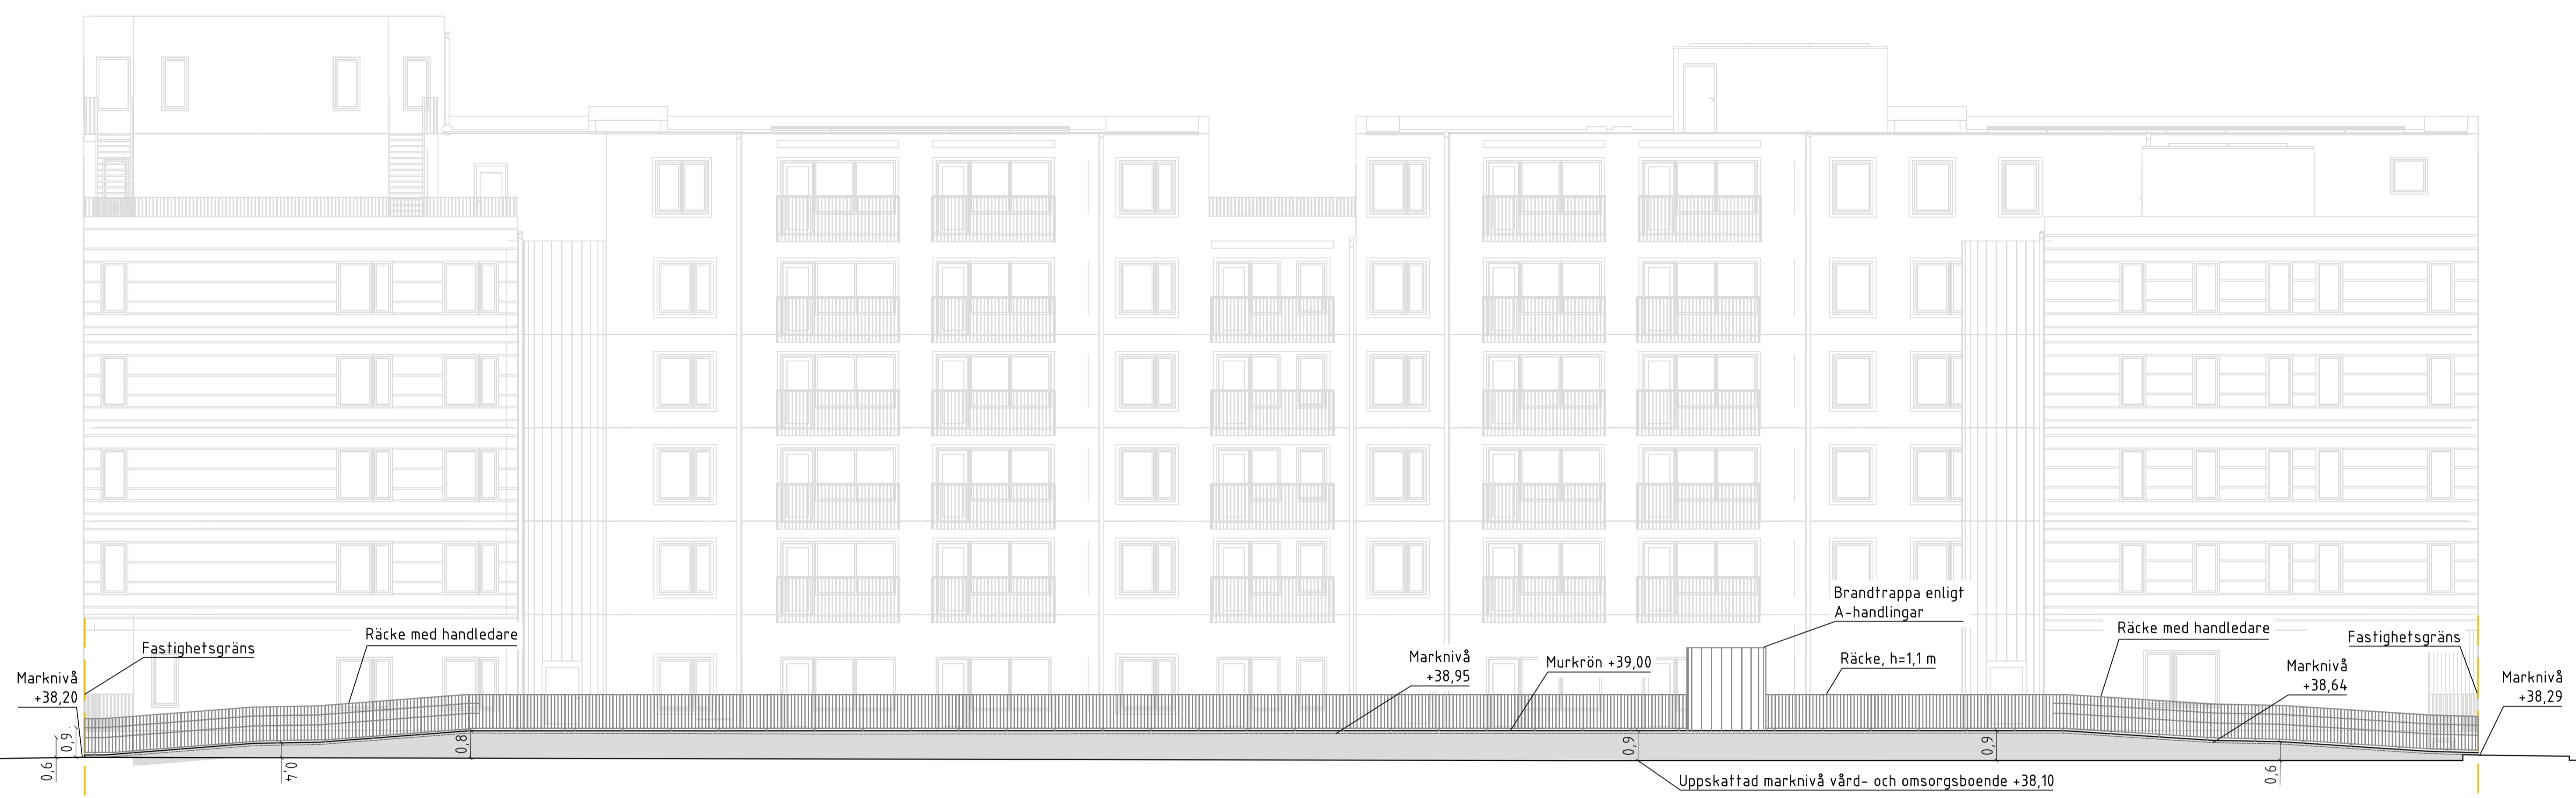 Brandtrappa enligt
A-handlingar
Räcke med handledare
Räcke med handledare
Fastighetsgräns
Fastighetsgräns
Marknivå
+38,95
Murkrön +39,00
Räcke, h=1,1 m
Marknivå
+38,64
Marknivå
+38,20
Marknivå
+38,29
0,9
0,6
0,4
0,8
0,9
0,9
0,6
Uppskattad marknivå vård- och omsorgsboende +38,10